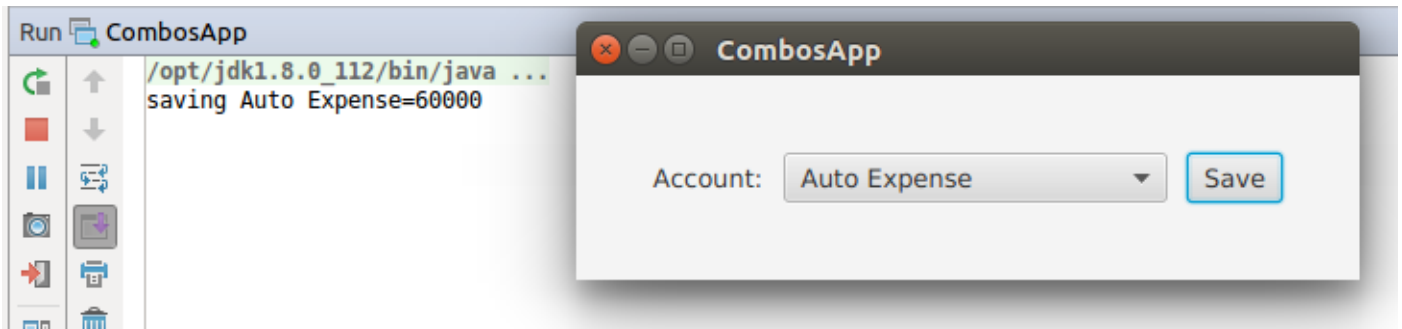 Run CombosApp
/opt/jdk1.8.0_112/bin/java ...
saving Auto Expense=60000
CombosApp
Account: Auto Expense Save